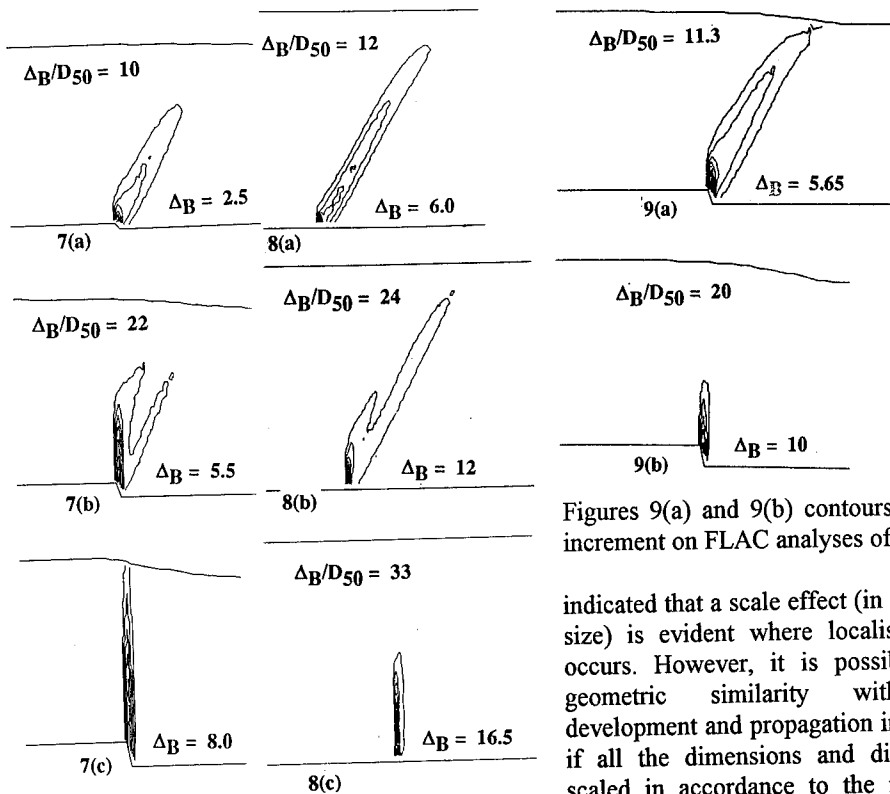 ΔB/D50 = 10
ΔB = 2.5
7(a)
ΔB/D50 = 22
ΔB = 5.5
7(b)
ΔB = 8.0
7(c)
ΔB/D50 = 12
ΔB = 6.0
8(a)
ΔB/D50 = 24
ΔB = 12
8(b)
ΔB/D50 = 33
ΔB = 16.5
8(c)
ΔB/D50 = 11.3
ΔB = 5.65
9(a)
ΔB/D50 = 20
ΔB = 10
9(b)
Figures 9(a) and 9(b) contours
increment on FLAC analyses of
indicated that a scale effect (in
size) is evident where localis
occurs. However, it is possil
geometric similarity with
development and propagation in
if all the dimensions and di
scaled in accordance to the